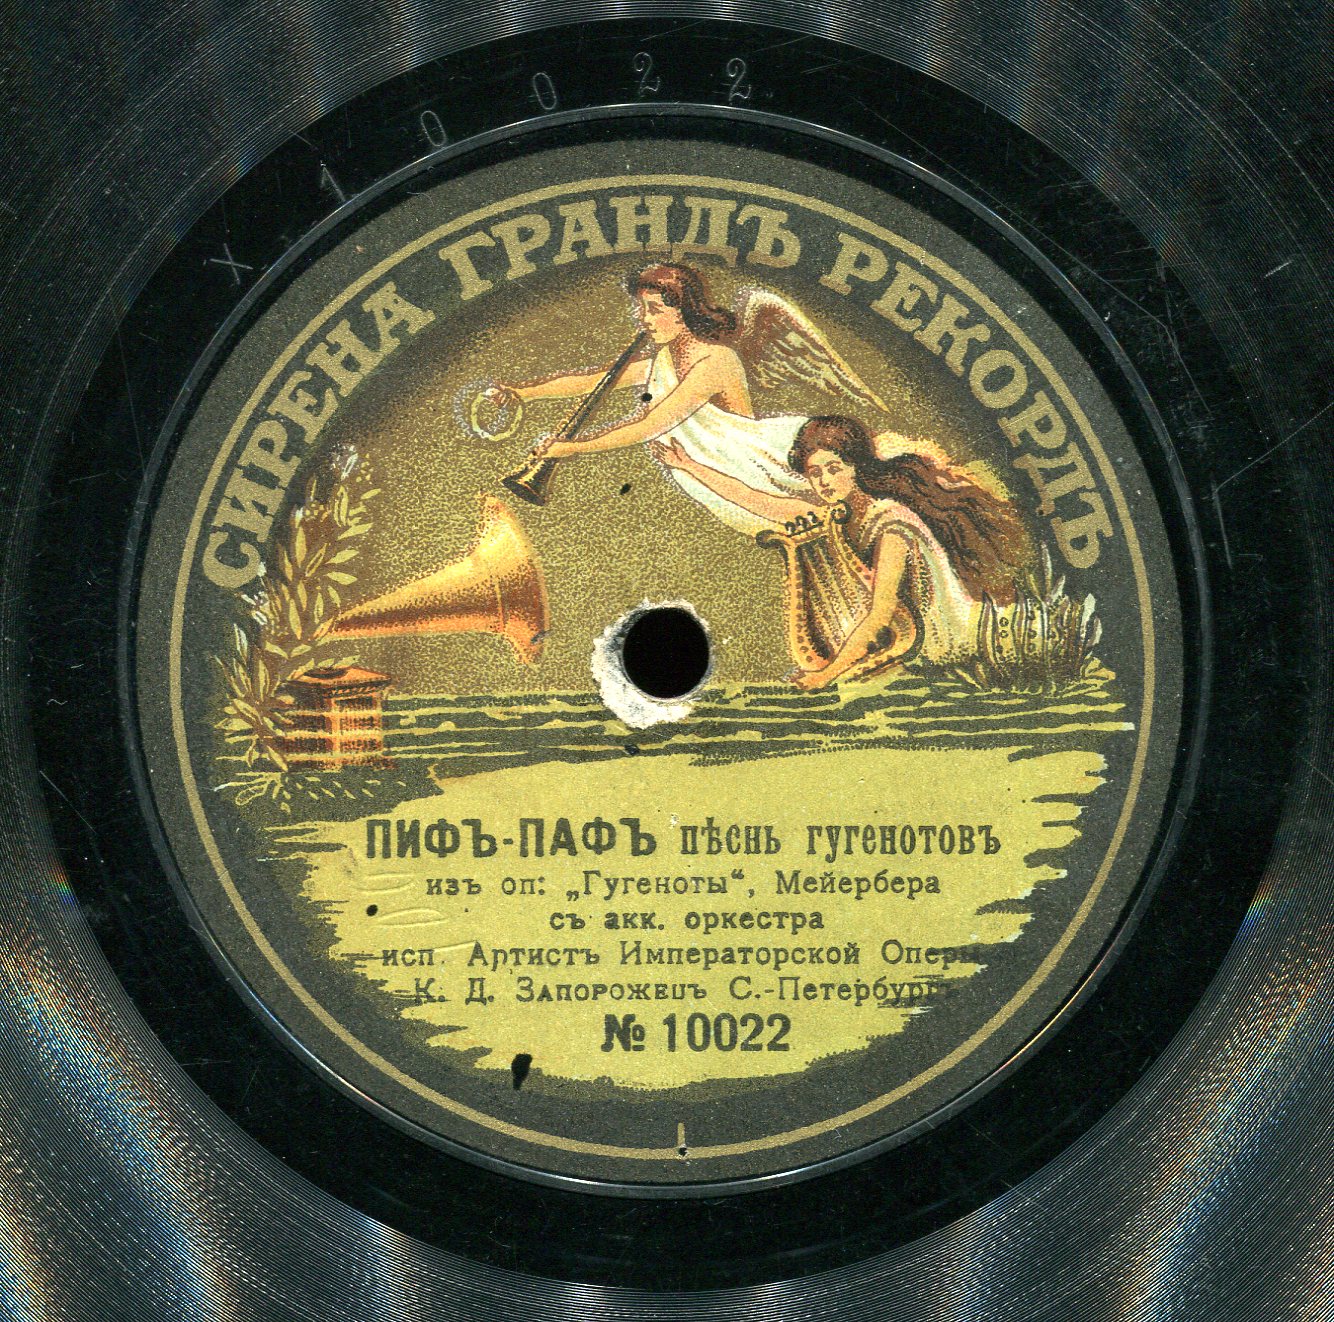 X 10022
СИРЕНА ГРАНДЪ РЕКОРДЪ
ПИФЪ-ПАФЪ пѣснь гугенотовъ
изъ оп: „Гугеноты“, Мейербера
съ акк. оркестра
исп. Артистъ Императорской Оперы
К. Д. Запорожецъ С.-Петербургъ
№ 10022